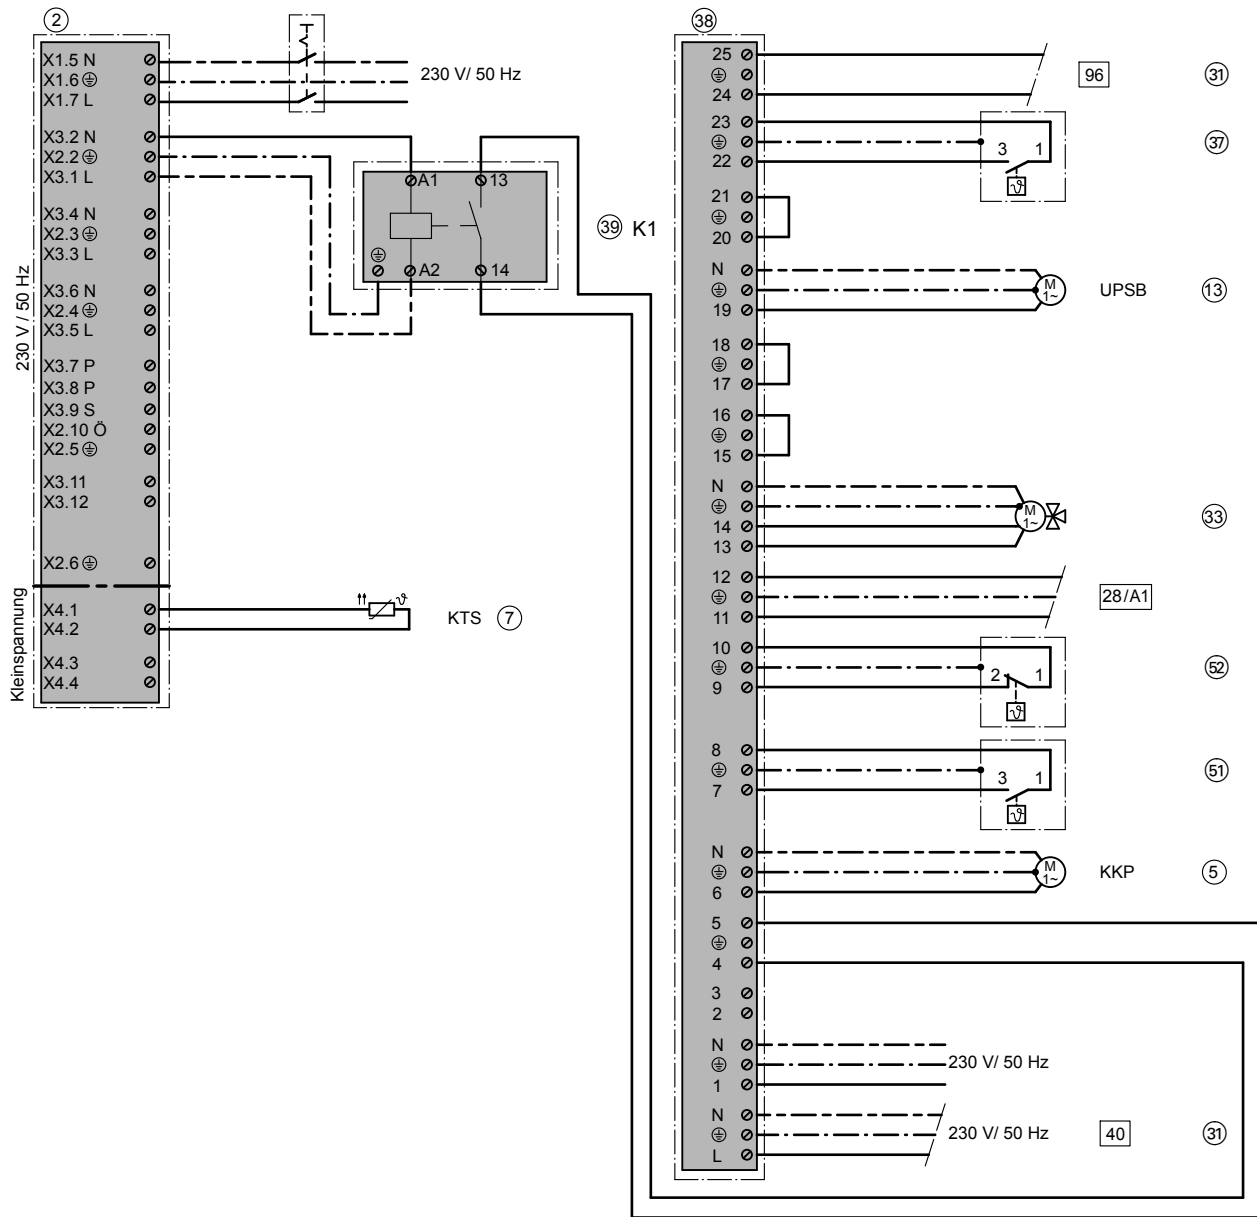 2
X1.5 N
X1.6
X1.7 L
230 V/ 50 Hz
X3.2 N
X2.2
X3.1 L
X3.4 N
X2.3
X3.3 L
X3.6 N
X2.4
X3.5 L
X3.7 P
X3.8 P
X3.9 S
X2.10 Ö
X2.5
X3.11
X3.12
X2.6
X4.1
X4.2
X4.3
X4.4
230 V / 50 Hz
Kleinspannung
A1 13
A2 14
39 K1
ϑ
KTS 7
38
25
24
96 31
23
22
3 1
ϑ
37
21
20
N
19
M
1~
UPSB 13
18
17
16
15
N
14
13
M
1~
33
12
11
28/A1
10
9
2 1
ϑ
52
8
7
3 1
ϑ
51
N
6
M
1~
KKP 5
5
4
3
2
N
1
230 V/ 50 Hz
N
L
230 V/ 50 Hz 40 31